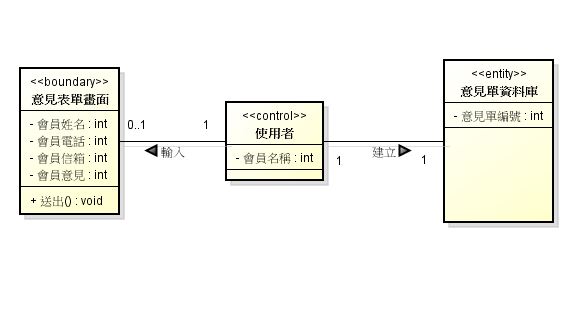 <<boundary>>
意見表單畫面
- 會員姓名 : int
- 會員電話 : int
- 會員信箱 : int
- 會員意見 : int
+ 送出() : void
0..1
1
輸入
<<control>>
使用者
- 會員名稱 : int
1
建立
1
<<entity>>
意見單資料庫
- 意見單編號 : int